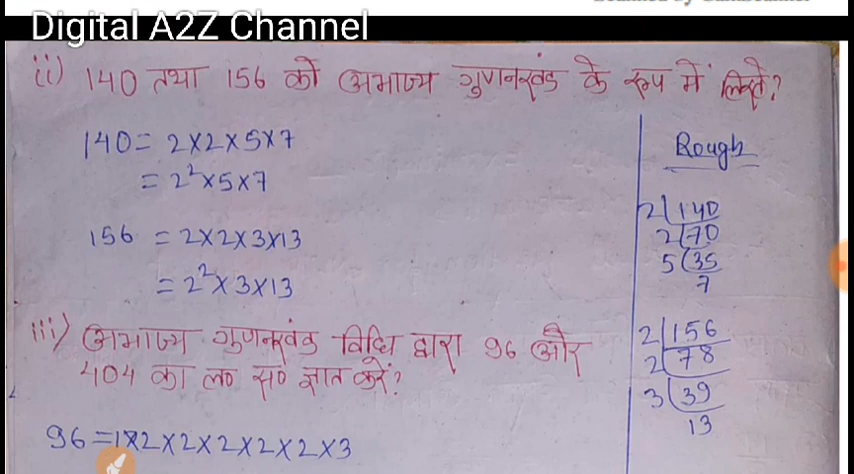 Digital A2Z Channel
ii) 140 तथा 156 को अभाज्य गुणनखंड के रूप में लिखें?
140 = 2×2×5×7
= 2²×5×7
156 = 2×2×3×13
= 2²×3×13
iii) अभाज्य गुणनखंड विधि द्वारा 96 और
404 का ल० स० ज्ञात करें?
96 = 1×2×2×2×2×2×3
Rough
2|140
2|70
5|35
7
2|156
2|78
3|39
13